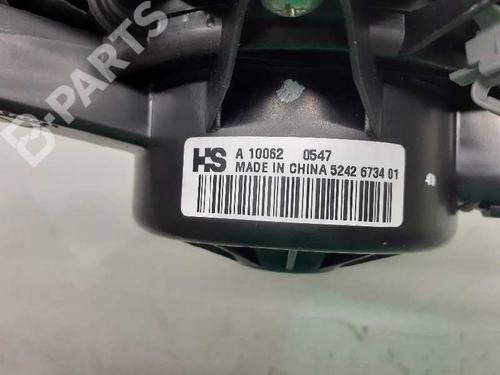 B-PARTS
HS A 10062 0547
MADE IN CHINA 5242 6734 01